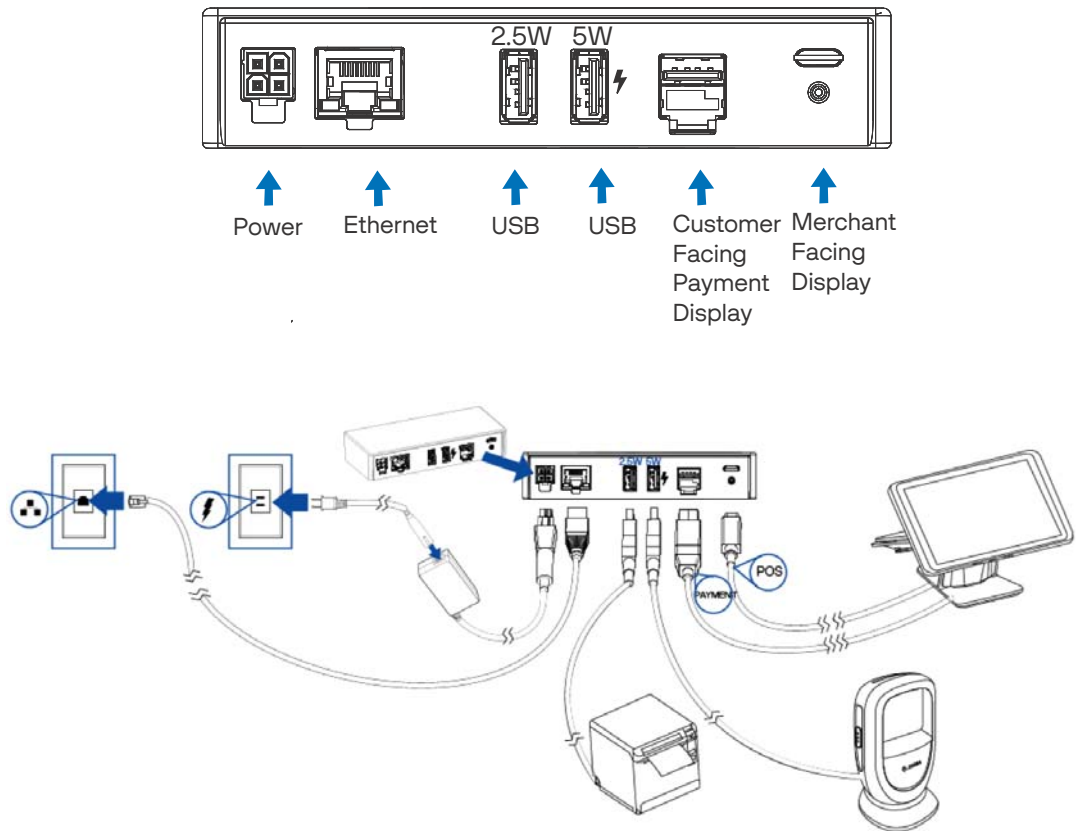 2.5W 5W
Power
Ethernet
USB
USB
Customer
Facing
Payment
Display
Merchant
Facing
Display
2.5W 5W
POS
PAYMENT